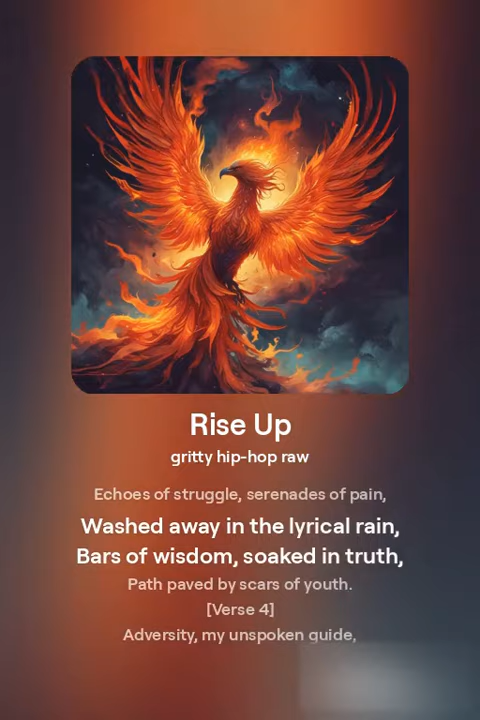 Rise Up
gritty hip-hop raw
Echoes of struggle, serenades of pain,
Washed away in the lyrical rain,
Bars of wisdom, soaked in truth,
Path paved by scars of youth.
[Verse 4]
Adversity, my unspoken guide,